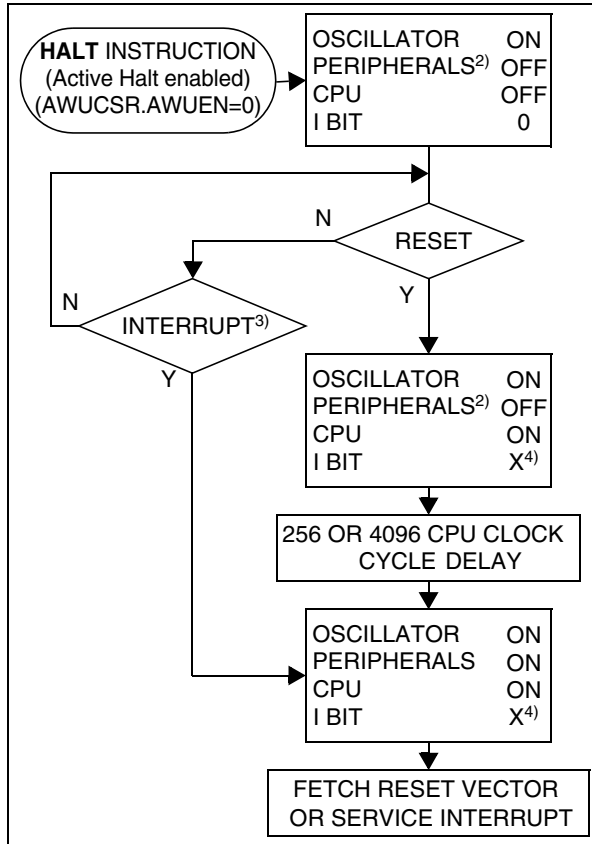 HALT INSTRUCTION
(Active Halt enabled)
(AWUCSR.AWUEN=0)
OSCILLATOR ON
PERIPHERALS2) OFF
CPU OFF
I BIT 0
N
RESET
Y
N
INTERRUPT3)
Y
OSCILLATOR ON
PERIPHERALS2) OFF
CPU ON
I BIT X4)
256 OR 4096 CPU CLOCK
CYCLE DELAY
OSCILLATOR ON
PERIPHERALS ON
CPU ON
I BIT X4)
FETCH RESET VECTOR
OR SERVICE INTERRUPT